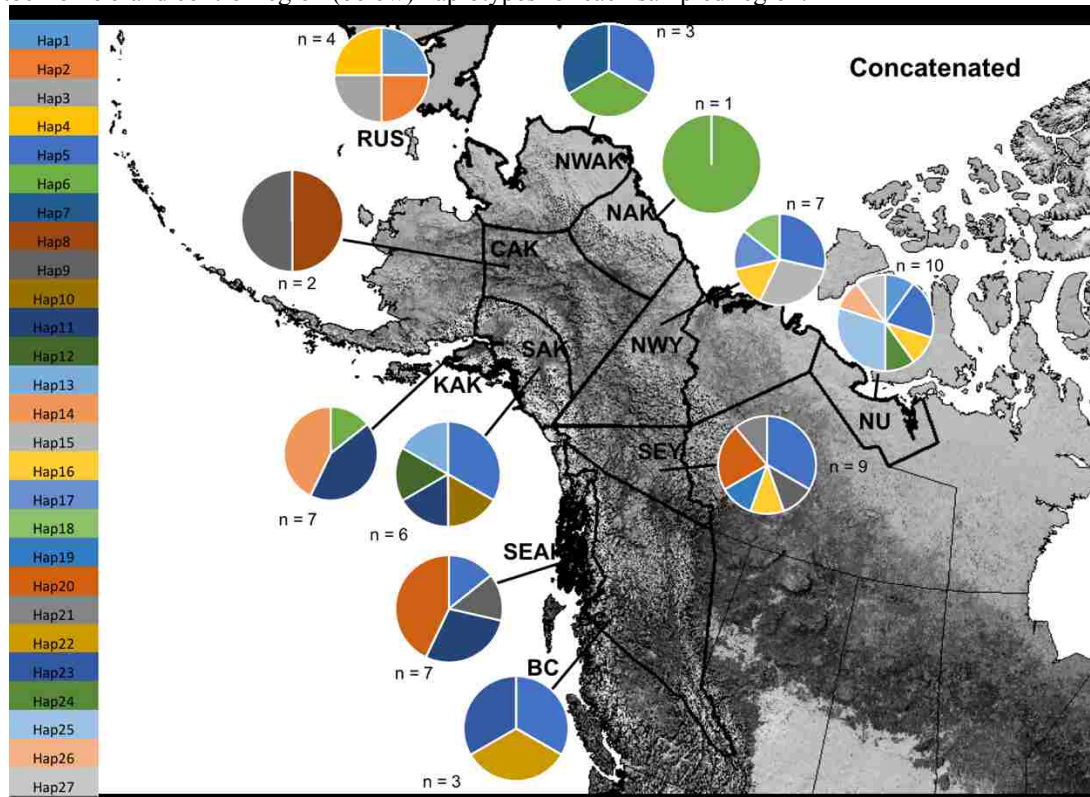 Hap1
Hap2
Hap3
Hap4
Hap5
Hap6
Hap7
Hap8
Hap9
Hap10
Hap11
Hap12
Hap13
Hap14
Hap15
Hap16
Hap17
Hap18
Hap19
Hap20
Hap21
Hap22
Hap23
Hap24
Hap25
Hap26
Hap27
Concatenated
n = 4
RUS
n = 3
NWAK
n = 1
NAK
n = 2
CAK
n = 7
NWY
n = 10
NU
SAK
KAK
n = 7
n = 6
SEY
n = 9
SEAK
n = 7
BC
n = 3